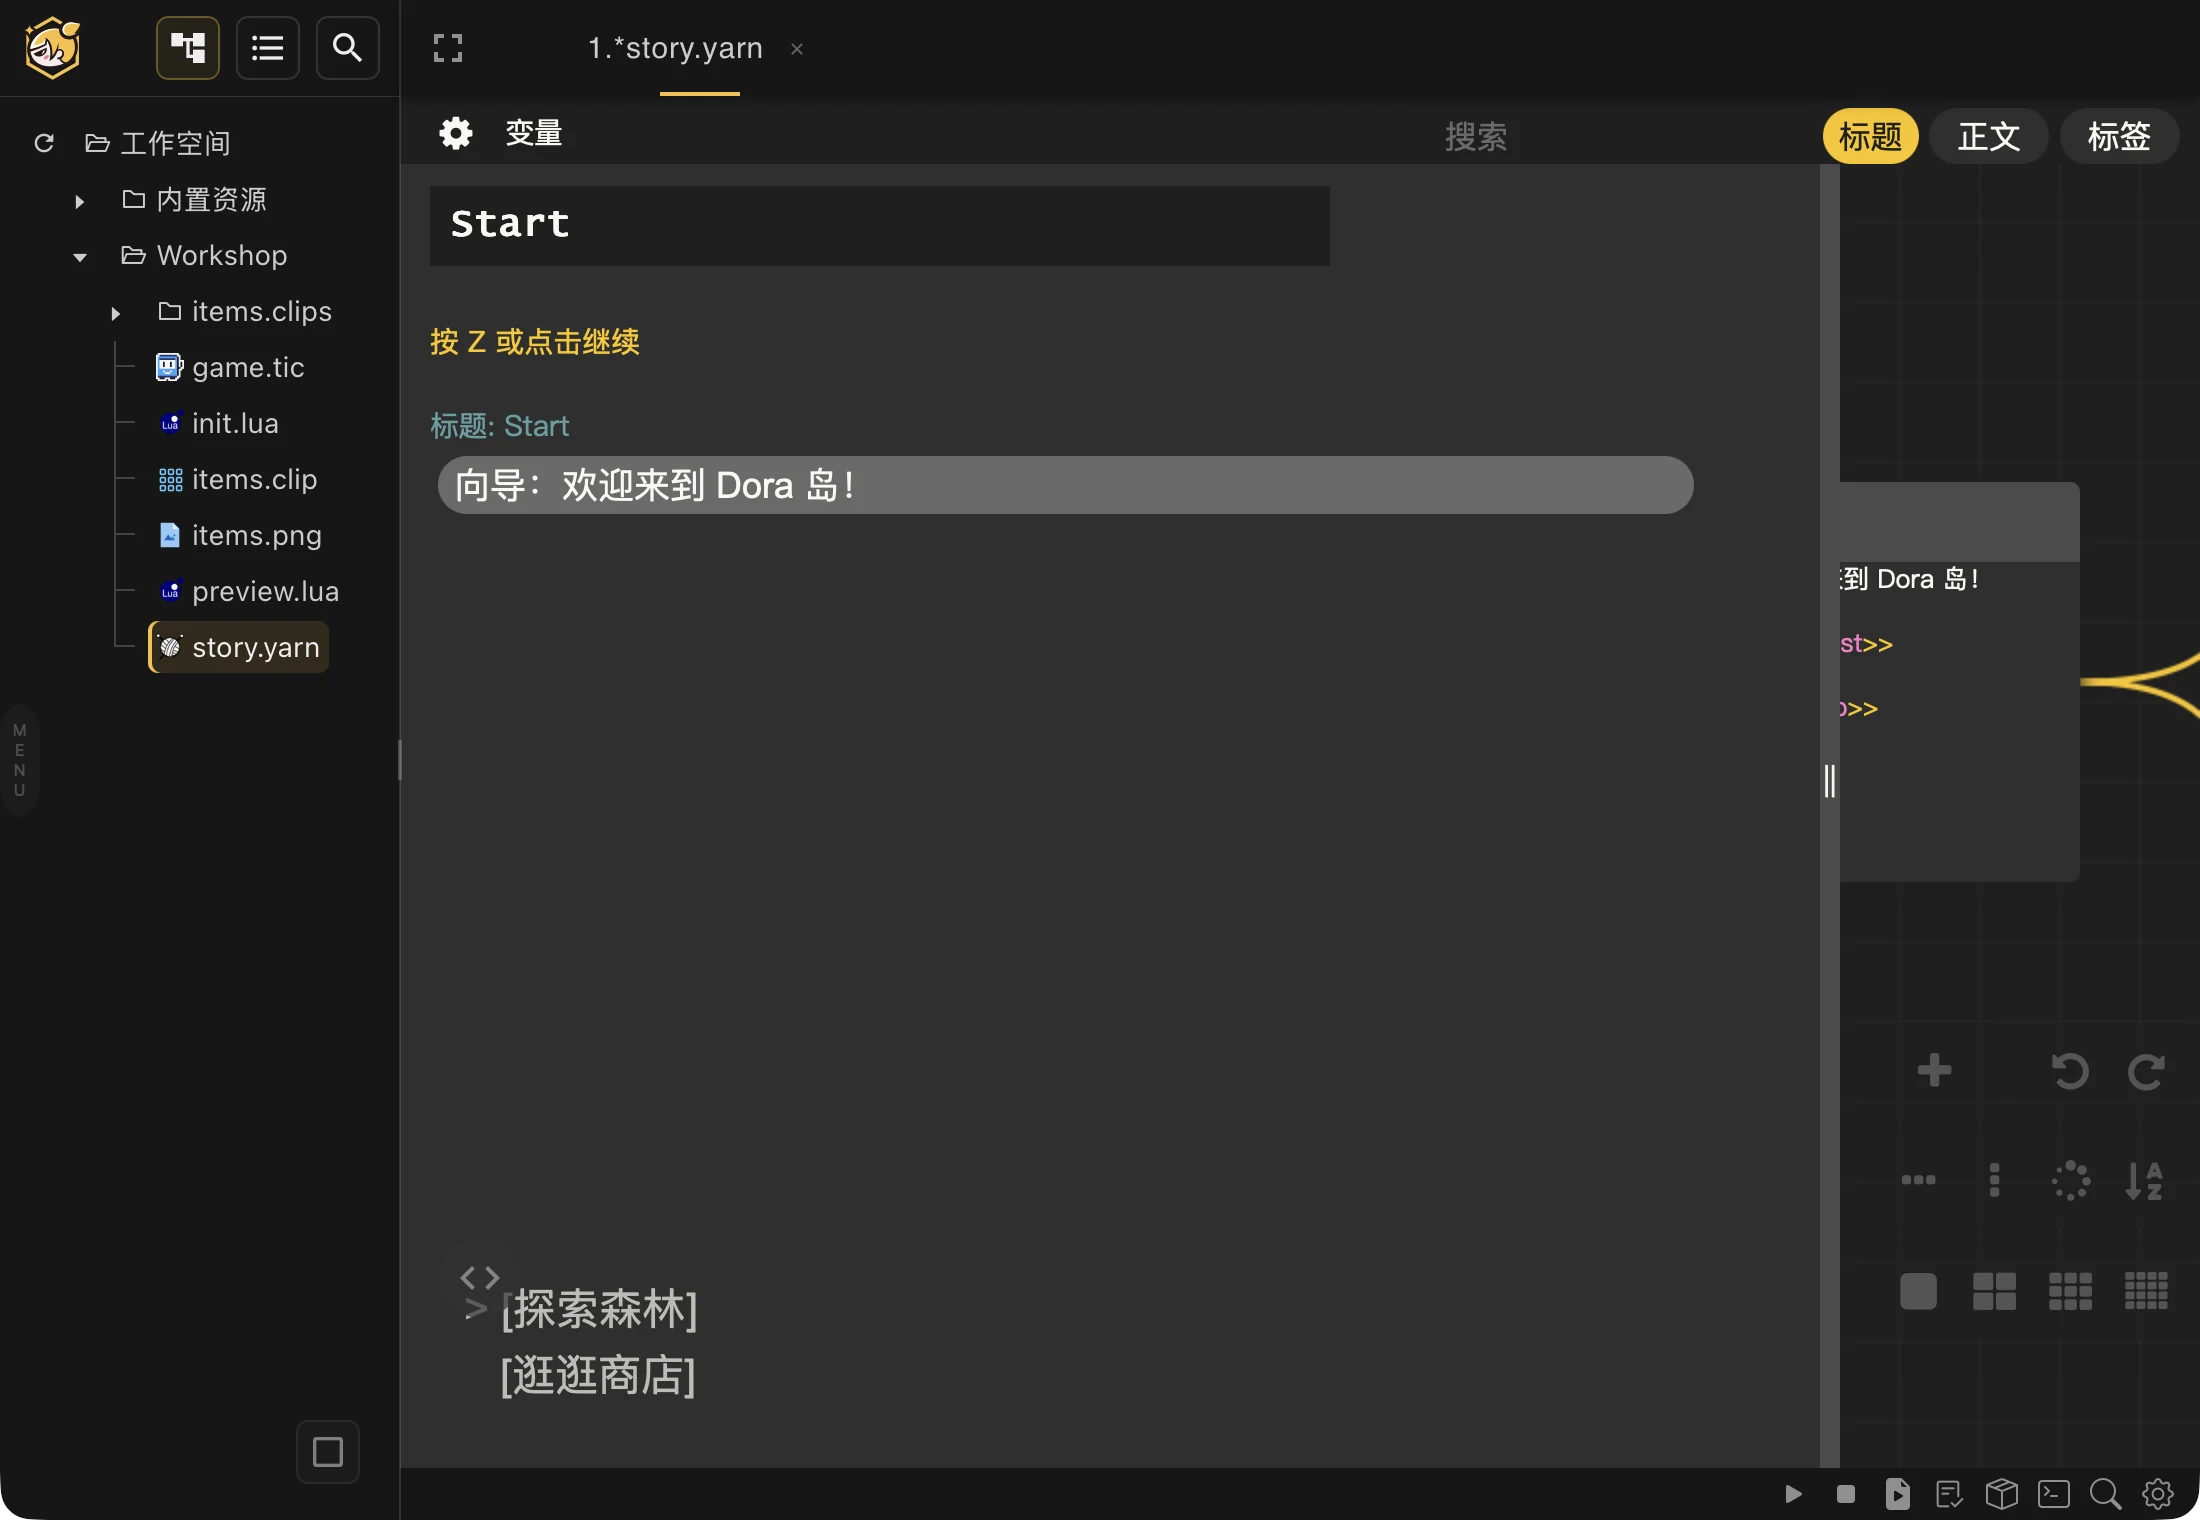 1.*story.yarn ×
工作空间
内置资源
Workshop
items.clips
game.tic
init.lua
items.clip
items.png
preview.lua
story.yarn
MENU
变量
搜索
标题
正文
标签
Start
按 Z 或点击继续
标题: Start
向导：欢迎来到 Dora 岛！
到 Dora 岛！
st>>
>>
> [探索森林]
[逛逛商店]